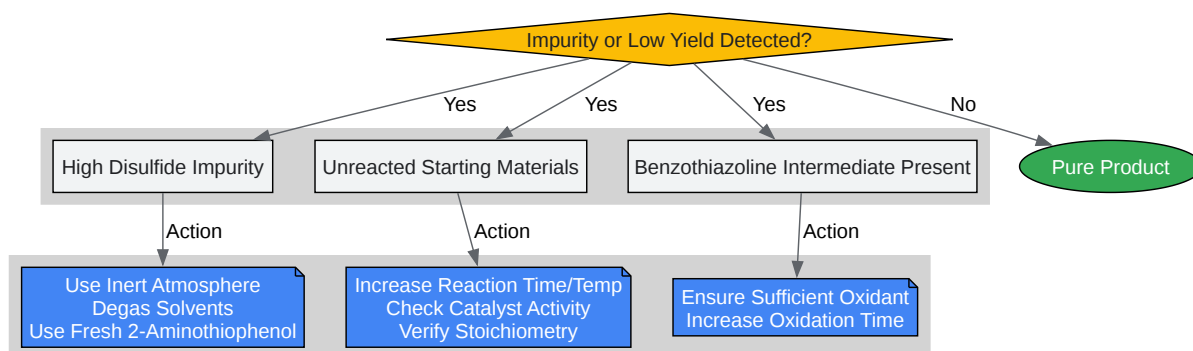 Impurity or Low Yield Detected?
Yes
Yes
Yes
No
High Disulfide Impurity
Unreacted Starting Materials
Benzothiazoline Intermediate Present
Pure Product
Action
Action
Action
Use Inert Atmosphere
Degas Solvents
Use Fresh 2-Aminothiophenol
Increase Reaction Time/Temp
Check Catalyst Activity
Verify Stoichiometry
Ensure Sufficient Oxidant
Increase Oxidation Time